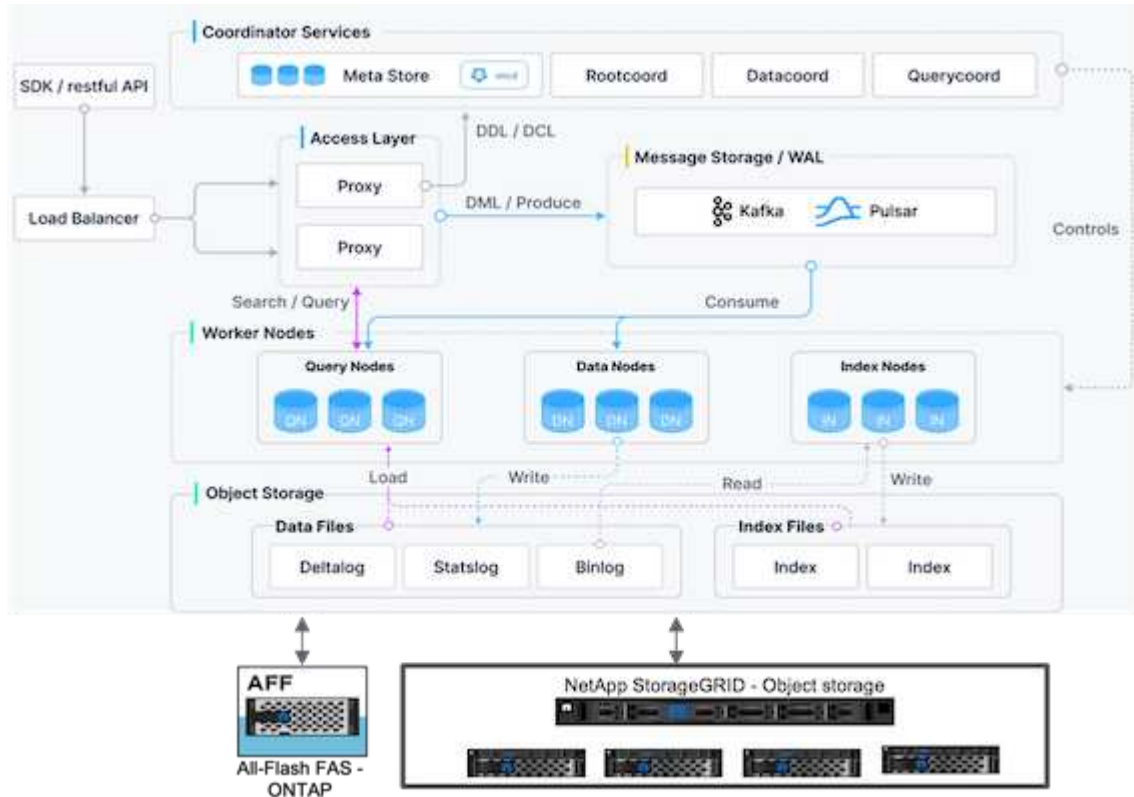 Coordinator Services
Meta Store
etcd
Rootcoord
Datacoord
Querycoord
SDK / restful API
DDL / DCL
Access Layer
Proxy
Message Storage / WAL
Load Balancer
DML / Produce
Kafka
Pulsar
Proxy
Controls
Search / Query
Consume
Worker Nodes
Query Nodes
Data Nodes
Index Nodes
QN QN QN
DN DN DN
IN IN IN
Load
Write
Read
Write
Object Storage
Data Files
Index Files
Deltalog
Statslog
Binlog
Index
Index
AFF
NetApp StorageGRID - Object storage
All-Flash FAS -
ONTAP